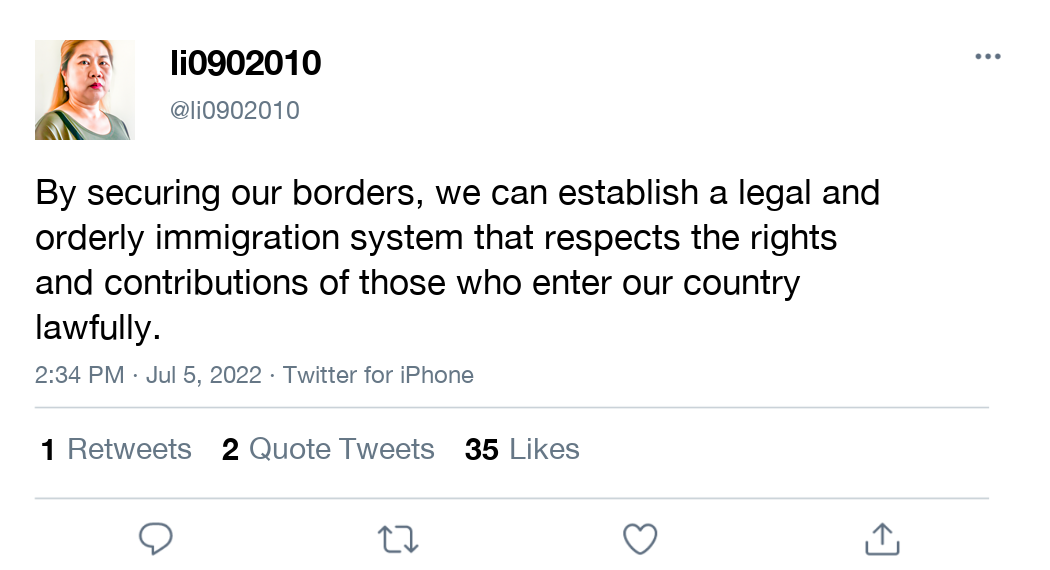 li0902010
@li0902010
By securing our borders, we can establish a legal and
orderly immigration system that respects the rights
and contributions of those who enter our country
lawfully.
2:34 PM · Jul 5, 2022 · Twitter for iPhone
1 Retweets 2 Quote Tweets 35 Likes